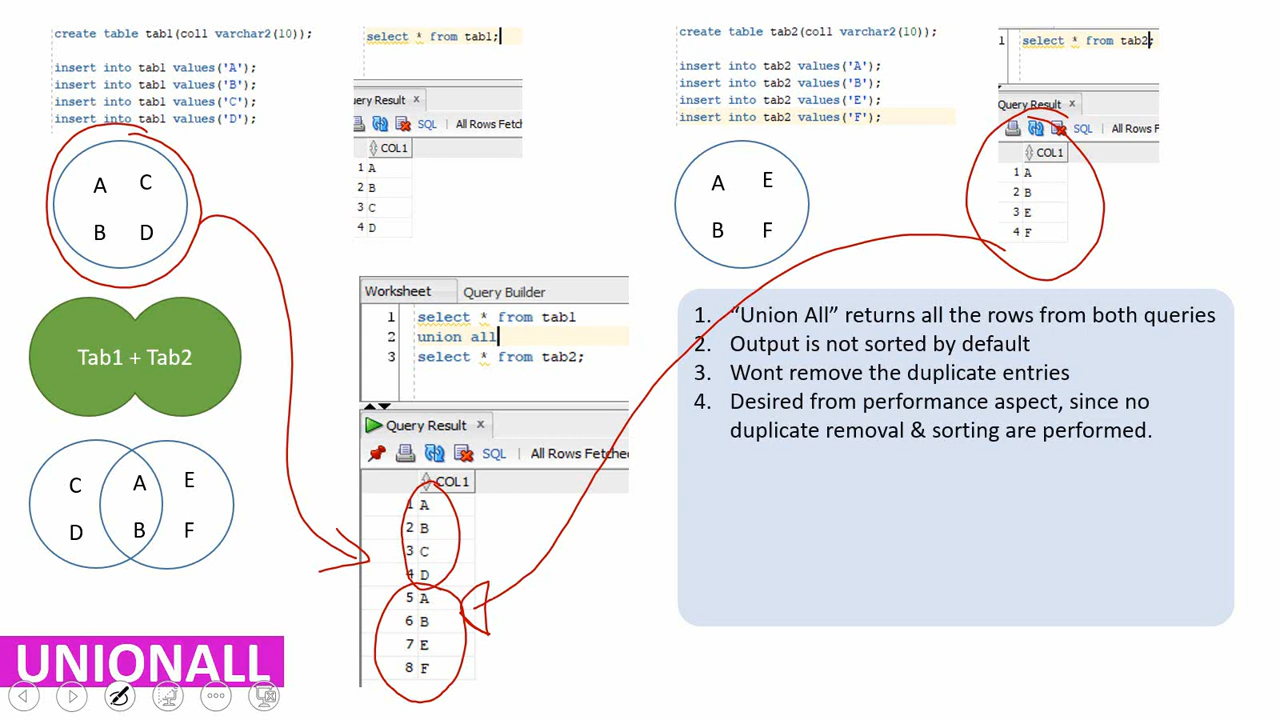 create table tab1(col1 varchar2(10));
insert into tab1 values('A');
insert into tab1 values('B');
insert into tab1 values('C');
insert into tab1 values('D');
select * from tab1;
uery Result x
SQL All Rows Fetch
COL1
1 A
2 B
3 C
4 D
create table tab2(col1 varchar2(10));
insert into tab2 values('A');
insert into tab2 values('B');
insert into tab2 values('E');
insert into tab2 values('F');
1 select * from tab2;
Query Result x
SQL All Rows F
COL1
1 A
2 B
3 E
4 F
A C
B D
A E
B F
Tab1 + Tab2
C A E
D B F
Worksheet Query Builder
1 select * from tab1
2 union all
3 select * from tab2;
Query Result x
SQL All Rows Fetched
COL1
1 A
2 B
3 C
4 D
5 A
6 B
7 E
8 F
1. “Union All” returns all the rows from both queries
2. Output is not sorted by default
3. Wont remove the duplicate entries
4. Desired from performance aspect, since no
duplicate removal & sorting are performed.
UNIONALL